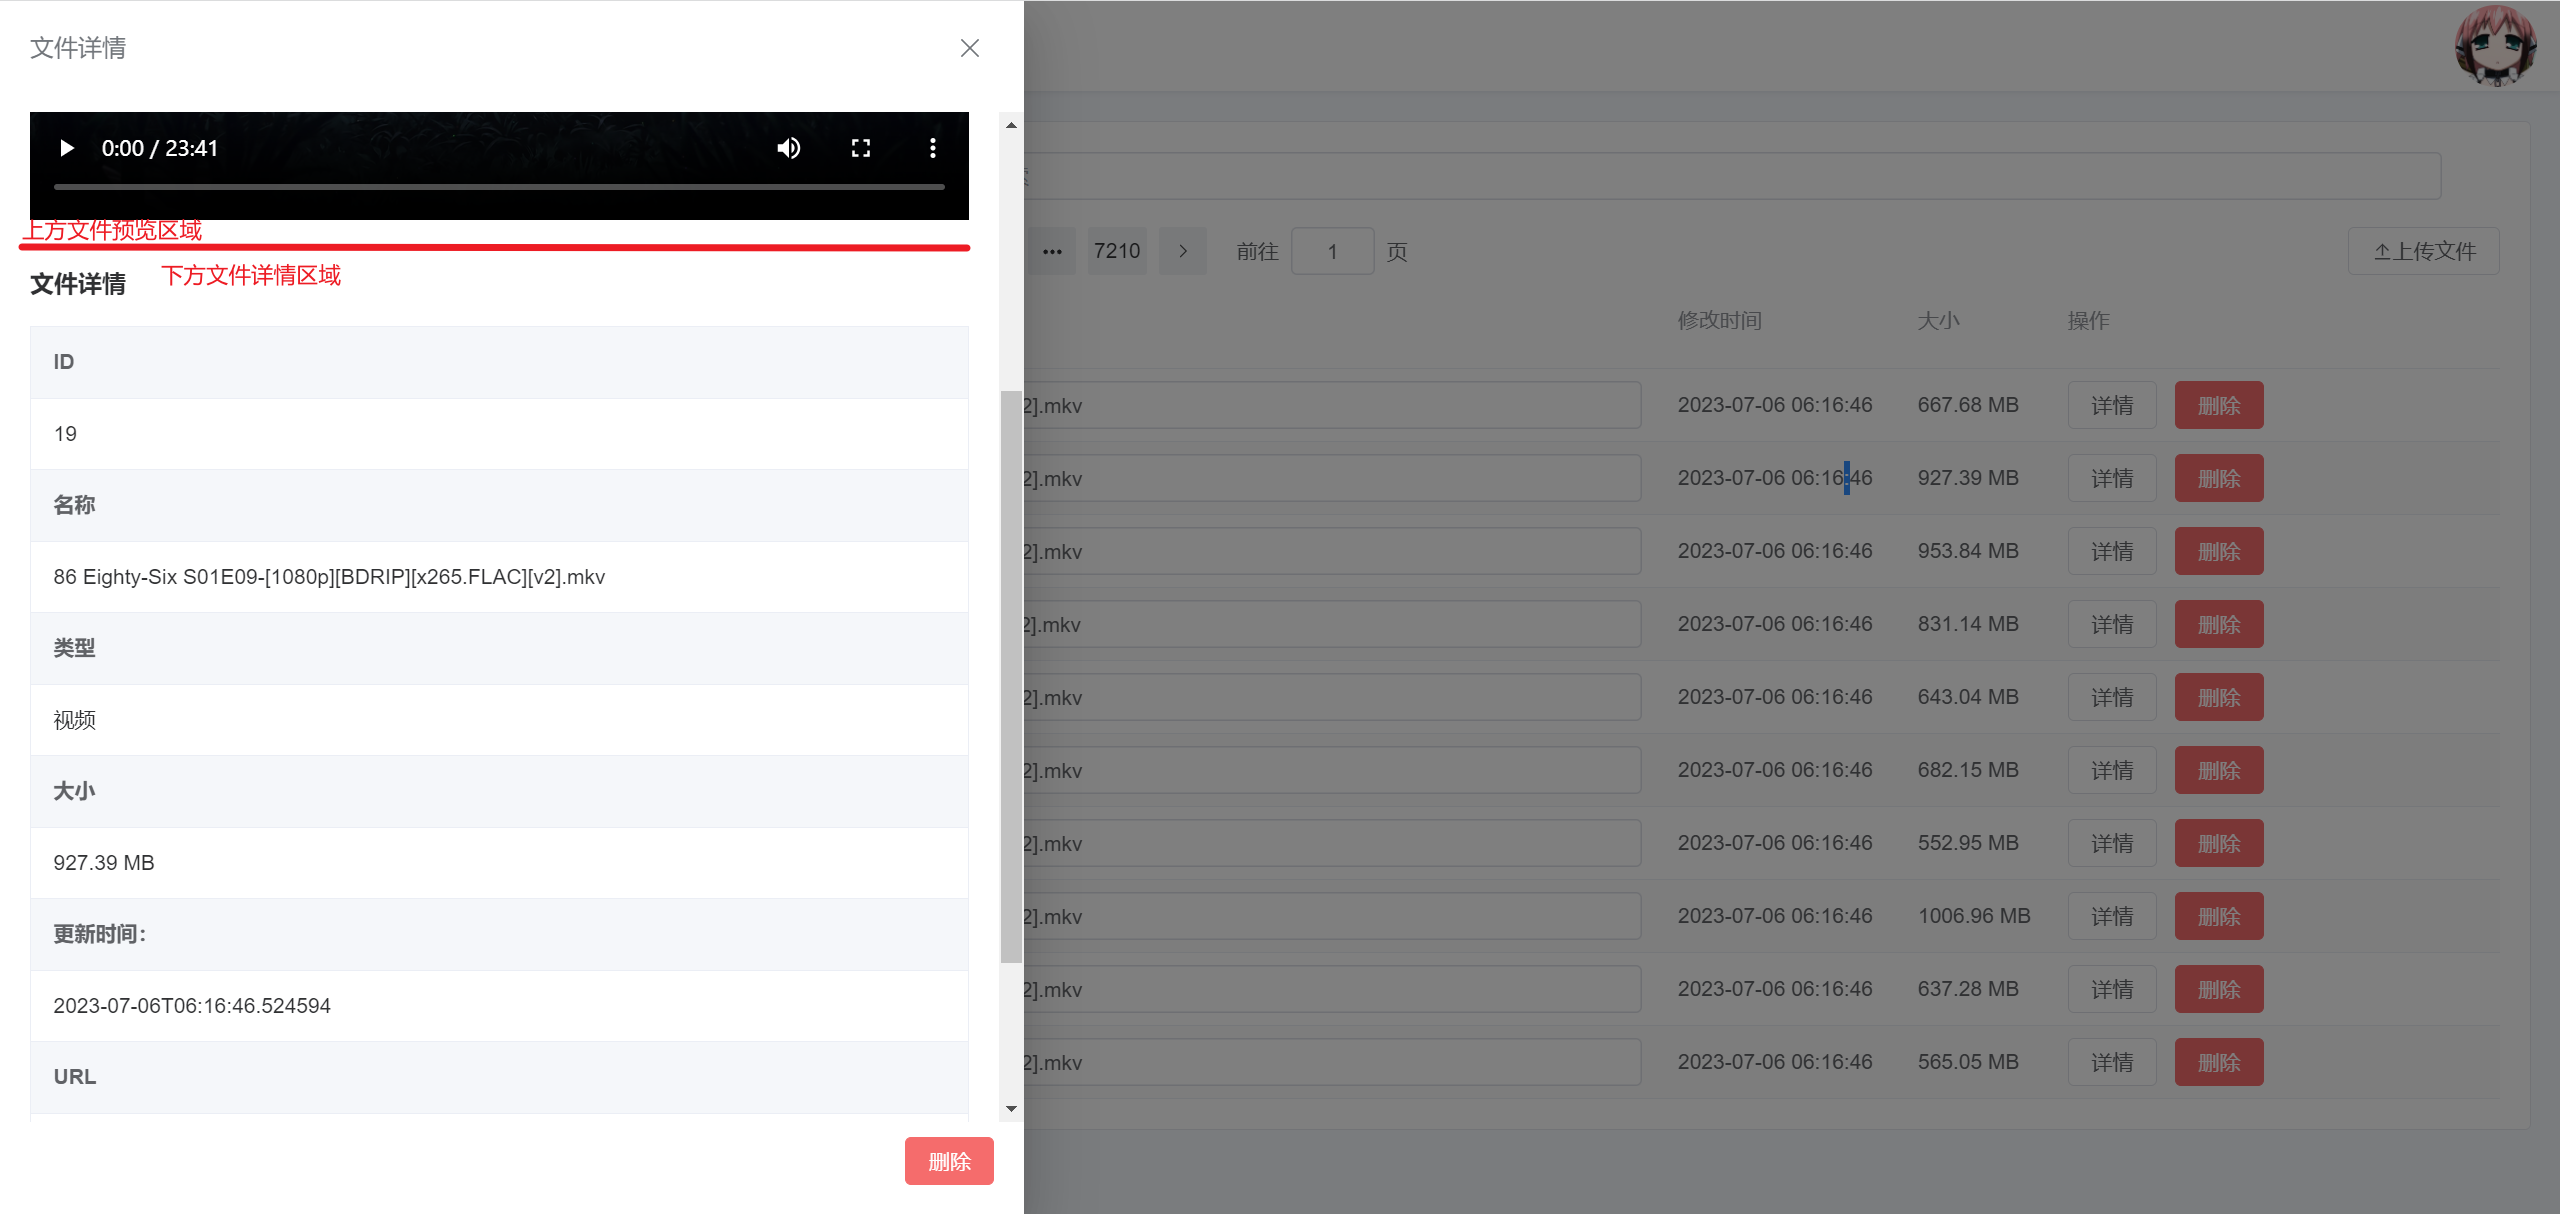 文件详情
0:00 / 23:41
上方文件预览区域
文件详情 下方文件详情区域
ID
19
名称
86 Eighty-Six S01E09-[1080p][BDRIP][x265.FLAC][v2].mkv
类型
视频
大小
927.39 MB
更新时间：
2023-07-06T06:16:46.524594
URL
删除
••• 7210 > 前往 1 页 上传文件
修改时间 大小 操作
2].mkv 2023-07-06 06:16:46 667.68 MB 详情 删除
2].mkv 2023-07-06 06:16:46 927.39 MB 详情 删除
2].mkv 2023-07-06 06:16:46 953.84 MB 详情 删除
2].mkv 2023-07-06 06:16:46 831.14 MB 详情 删除
2].mkv 2023-07-06 06:16:46 643.04 MB 详情 删除
2].mkv 2023-07-06 06:16:46 682.15 MB 详情 删除
2].mkv 2023-07-06 06:16:46 552.95 MB 详情 删除
2].mkv 2023-07-06 06:16:46 1006.96 MB 详情 删除
2].mkv 2023-07-06 06:16:46 637.28 MB 详情 删除
2].mkv 2023-07-06 06:16:46 565.05 MB 详情 删除